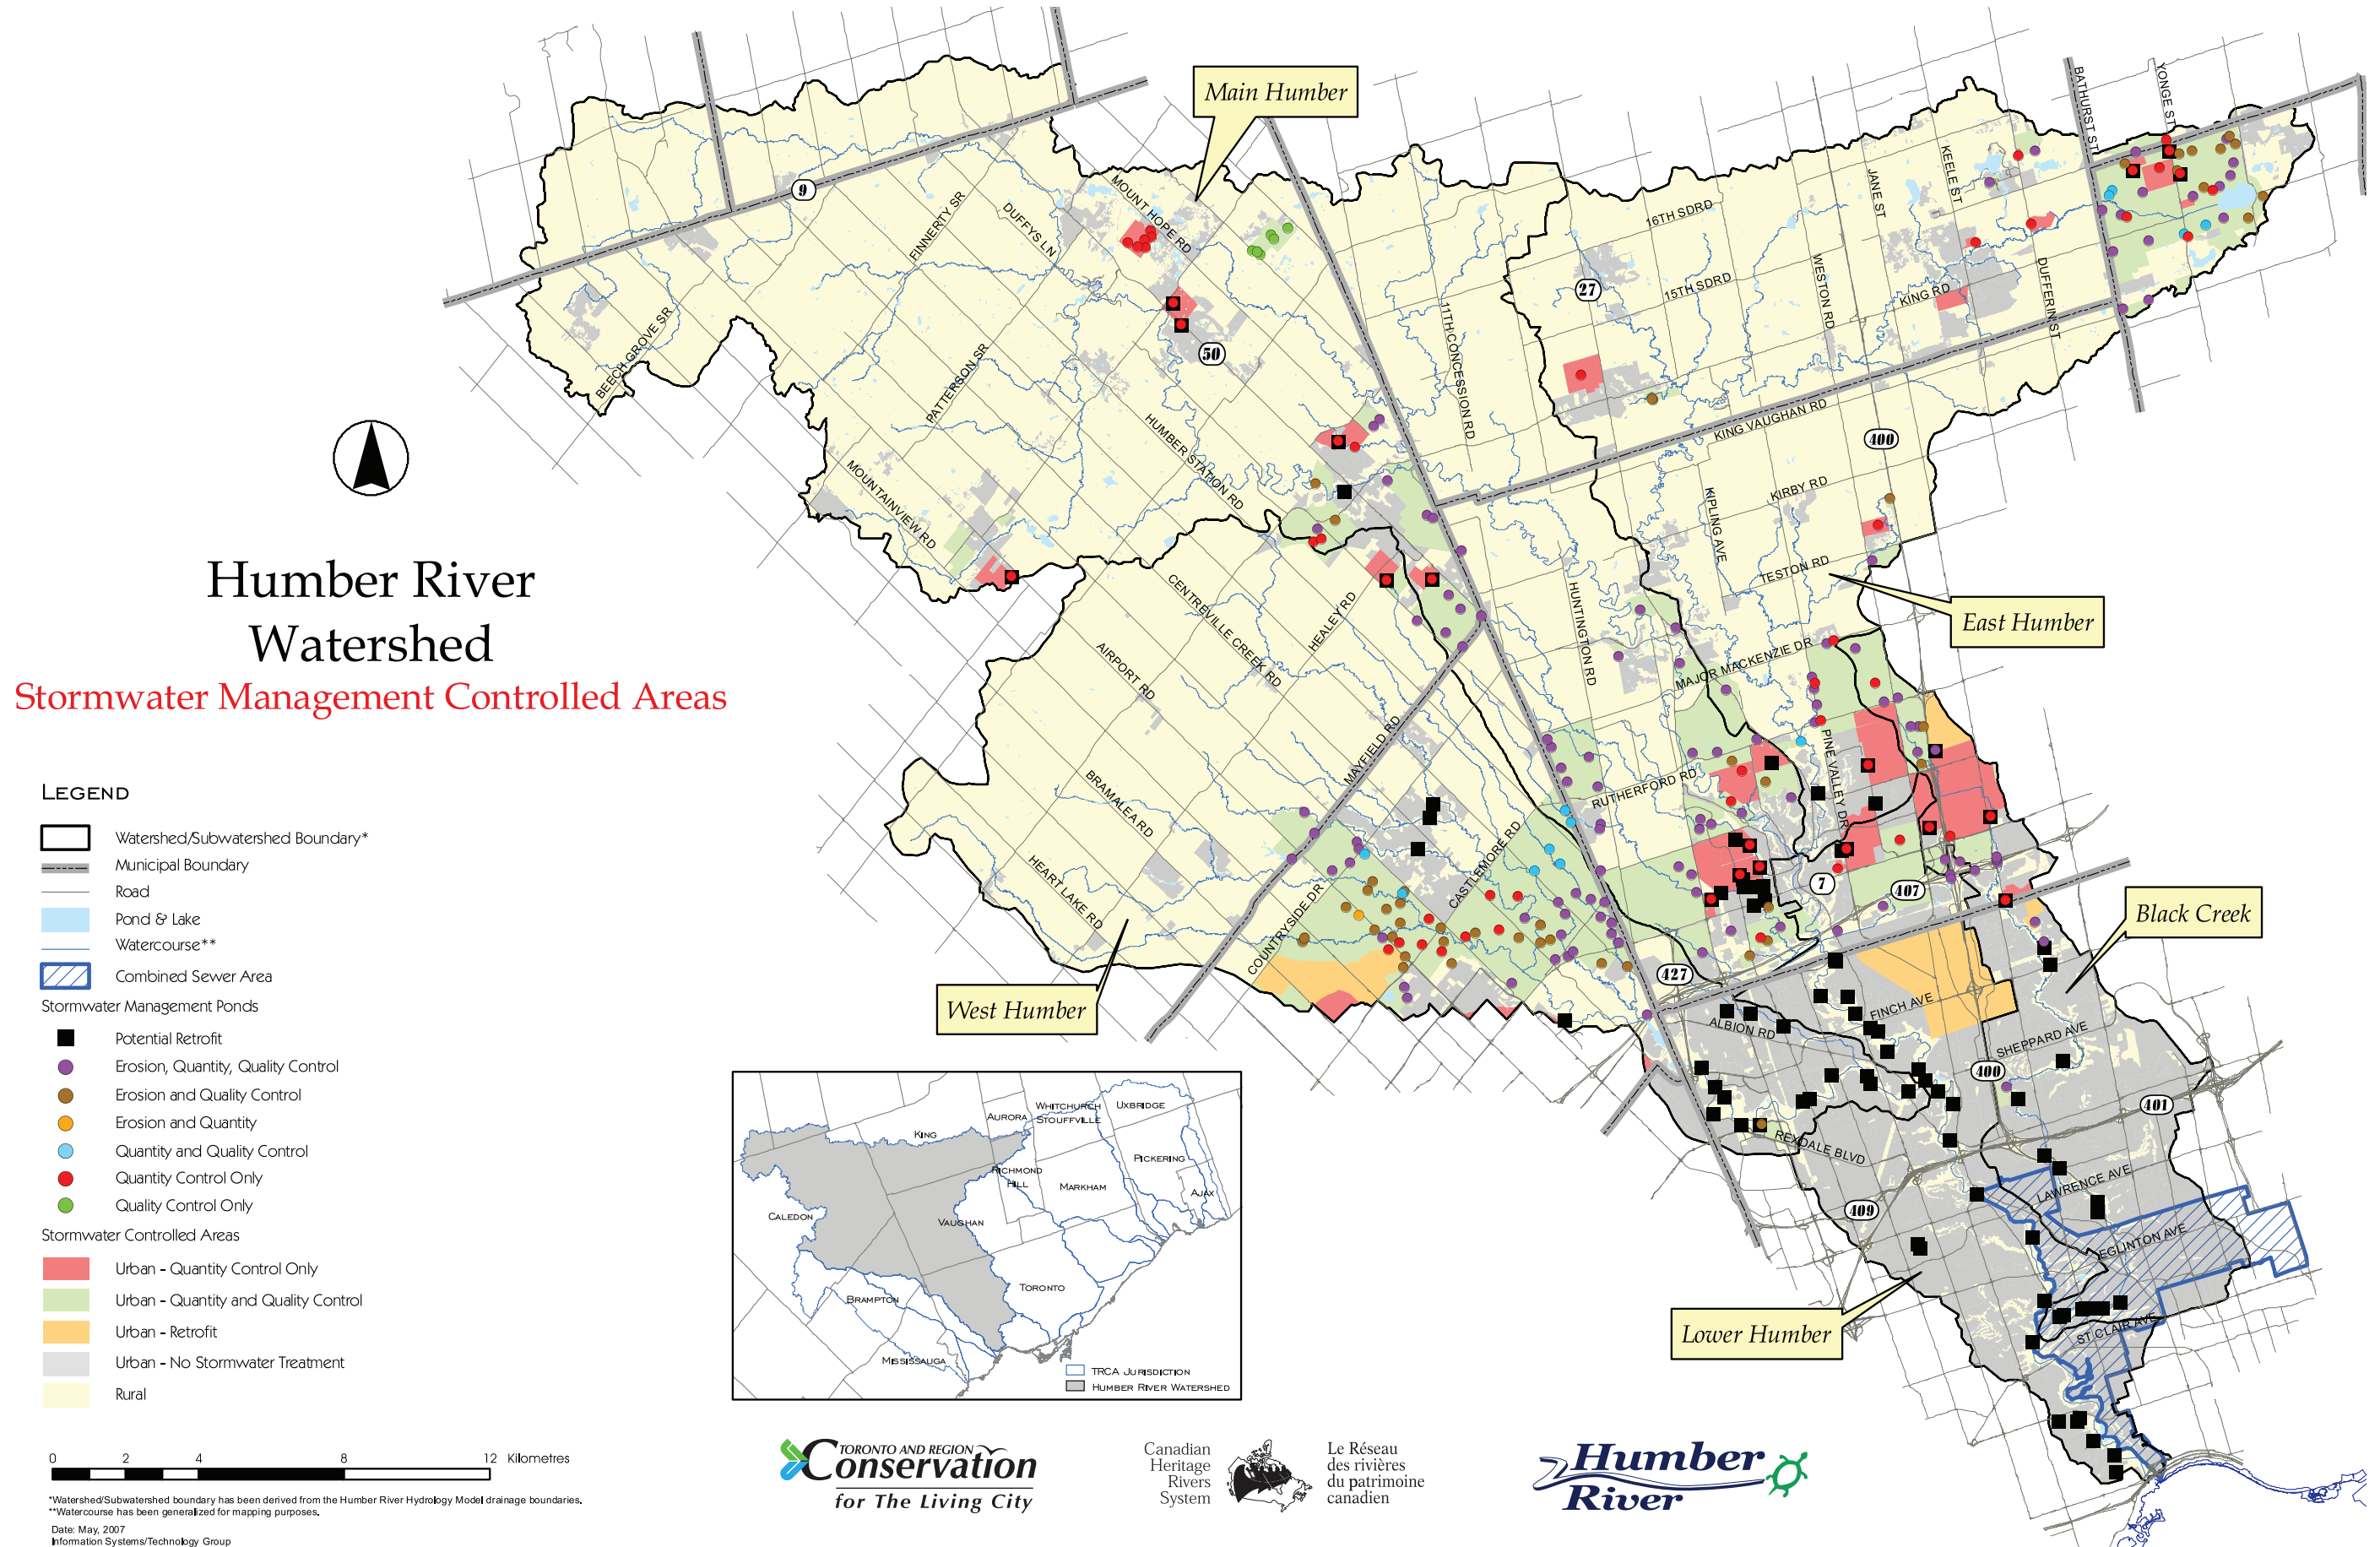 Humber River
Watershed
Stormwater Management Controlled Areas
LEGEND
Watershed/Subwatershed Boundary*
Municipal Boundary
Road
Pond & Lake
Watercourse**
Combined Sewer Area
Stormwater Management Ponds
Potential Retrofit
Erosion, Quantity, Quality Control
Erosion and Quality Control
Erosion and Quantity
Quantity and Quality Control
Quantity Control Only
Quality Control Only
Stormwater Controlled Areas
Urban - Quantity Control Only
Urban - Quantity and Quality Control
Urban - Retrofit
Urban - No Stormwater Treatment
Rural
0 2 4 8 12 Kilometres
*Watershed/Subwatershed boundary has been derived from the Humber River Hydrology Model drainage boundaries.
**Watercourse has been generalized for mapping purposes.
Date: May, 2007
Information Systems/Technology Group
Main Humber
East Humber
Black Creek
West Humber
Lower Humber
9
50
27
400
7
407
427
400
401
409
BATHURST ST
YONGE ST
KEELE ST
JANE ST
DUFFERIN ST
WESTON RD
16TH SDRD
15TH SDRD
KING RD
KING VAUGHAN RD
KIRBY RD
TESTON RD
KIPLING AVE
11TH CONCESSION RD
HUNTINGTON RD
MAJOR MACKENZIE DR
RUTHERFORD RD
PINE VALLEY DR
MOUNT HOPE RD
DUFFYS LN
FINNERTY SR
PATTERSON SR
BEECH GROVE SR
MOUNTAINVIEW RD
HUMBER STATION RD
CENTREVILLE CREEK RD
HEALEY RD
AIRPORT RD
BRAMALEA RD
HEART LAKE RD
MAYFIELD RD
COUNTRYSIDE DR
CASTLEMORE RD
ALBION RD
FINCH AVE
SHEPPARD AVE
REXDALE BLVD
LAWRENCE AVE
EGLINTON AVE
ST CLAIR AVE
KING
AURORA
WHITCHURCH
STOUFFVILLE
UXBRIDGE
RICHMOND
HILL
MARKHAM
PICKERING
AJAX
CALEDON
VAUGHAN
BRAMPTON
TORONTO
MISSISSAUGA
TRCA JURISDICTION
HUMBER RIVER WATERSHED
TORONTO AND REGION
Conservation
for The Living City
Canadian
Heritage
Rivers
System
Le Réseau
des rivières
du patrimoine
canadien
Humber
River